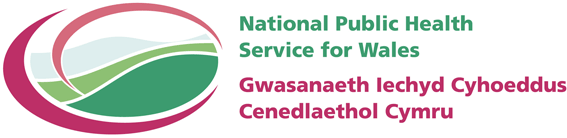 National Public Health
Service for Wales
Gwasanaeth Iechyd Cyhoeddus
Cenedlaethol Cymru